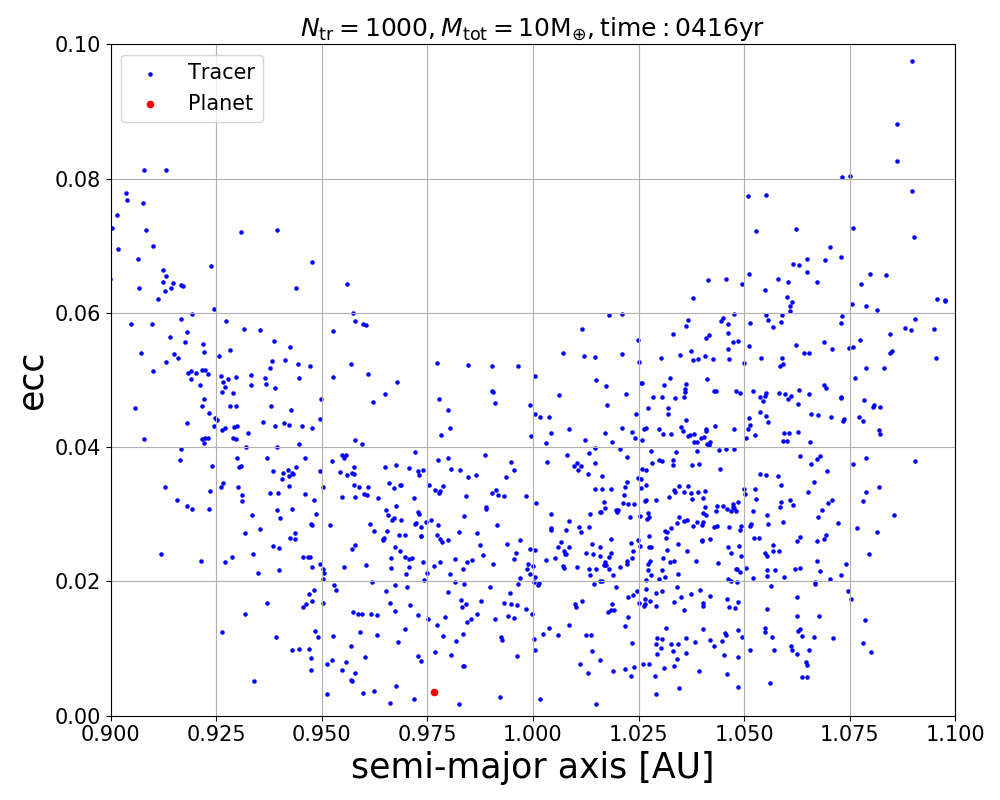 N_tr = 1000, M_tot = 10M_⊕, time : 0416yr
Tracer
Planet
0.10
0.08
0.06
0.04
0.02
0.00
ecc
0.900 0.925 0.950 0.975 1.000 1.025 1.050 1.075 1.100
semi-major axis [AU]